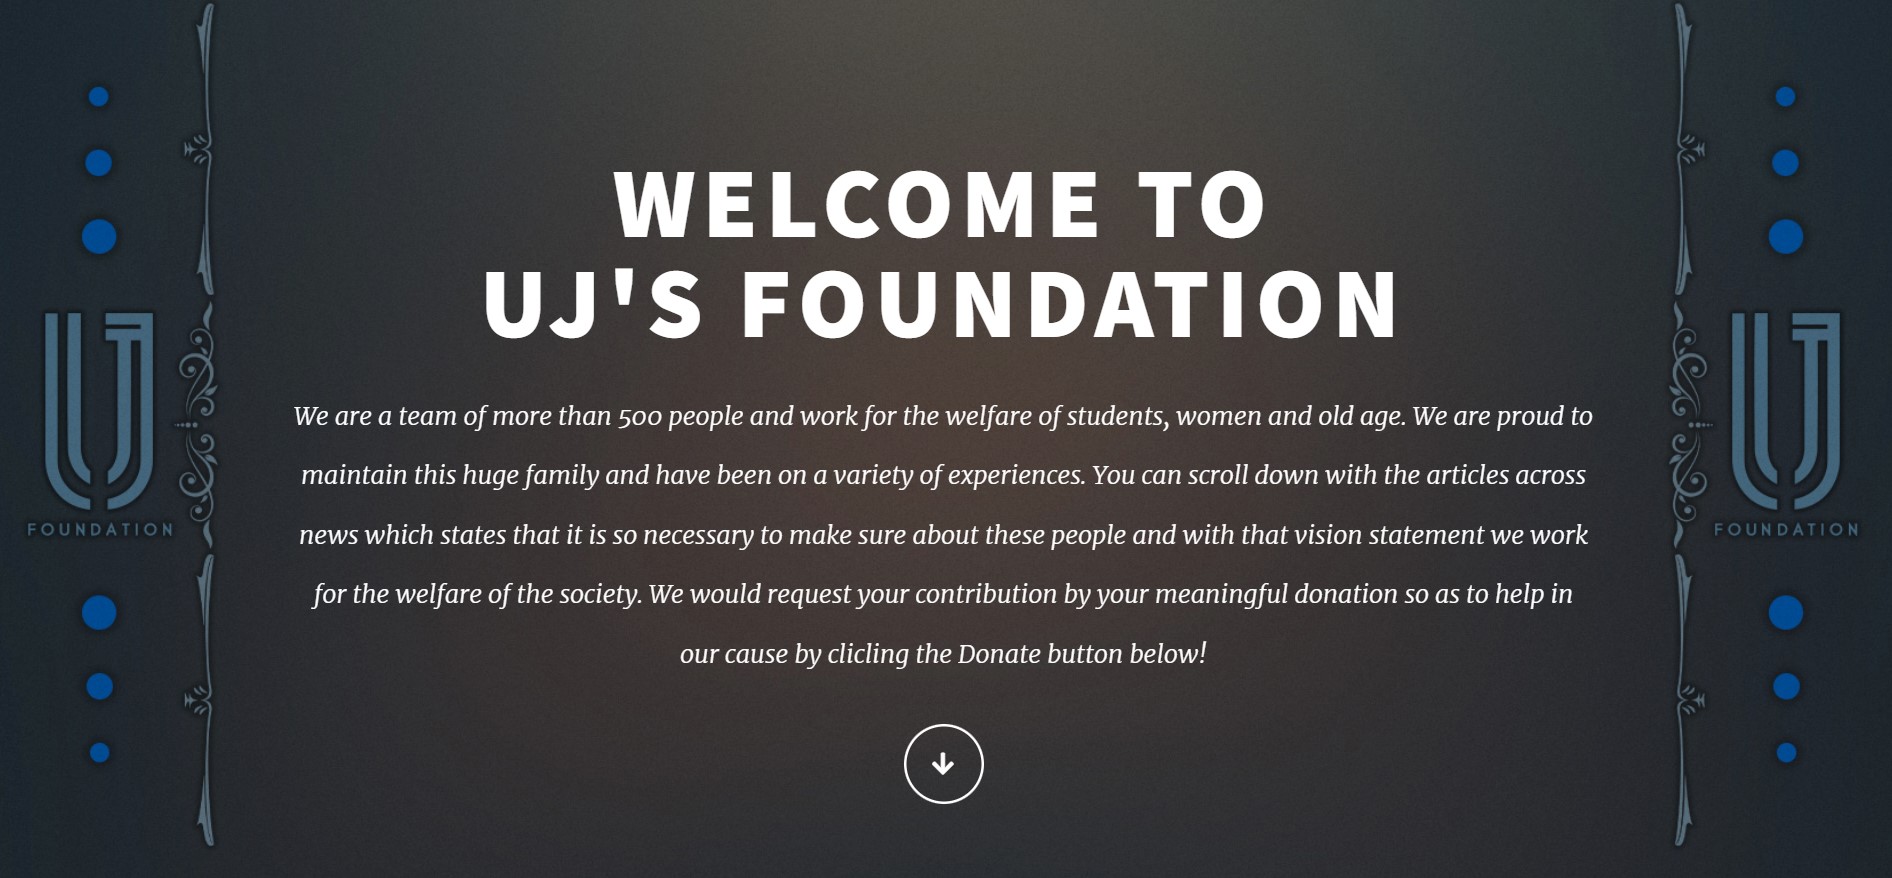 WELCOME TO
UJ'S FOUNDATION
We are a team of more than 500 people and work for the welfare of students, women and old age. We are proud to
maintain this huge family and have been on a variety of experiences. You can scroll down with the articles across
news which states that it is so necessary to make sure about these people and with that vision statement we work
for the welfare of the society. We would request your contribution by your meaningful donation so as to help in
our cause by clicling the Donate button below!
UJ
FOUNDATION
UJ
FOUNDATION